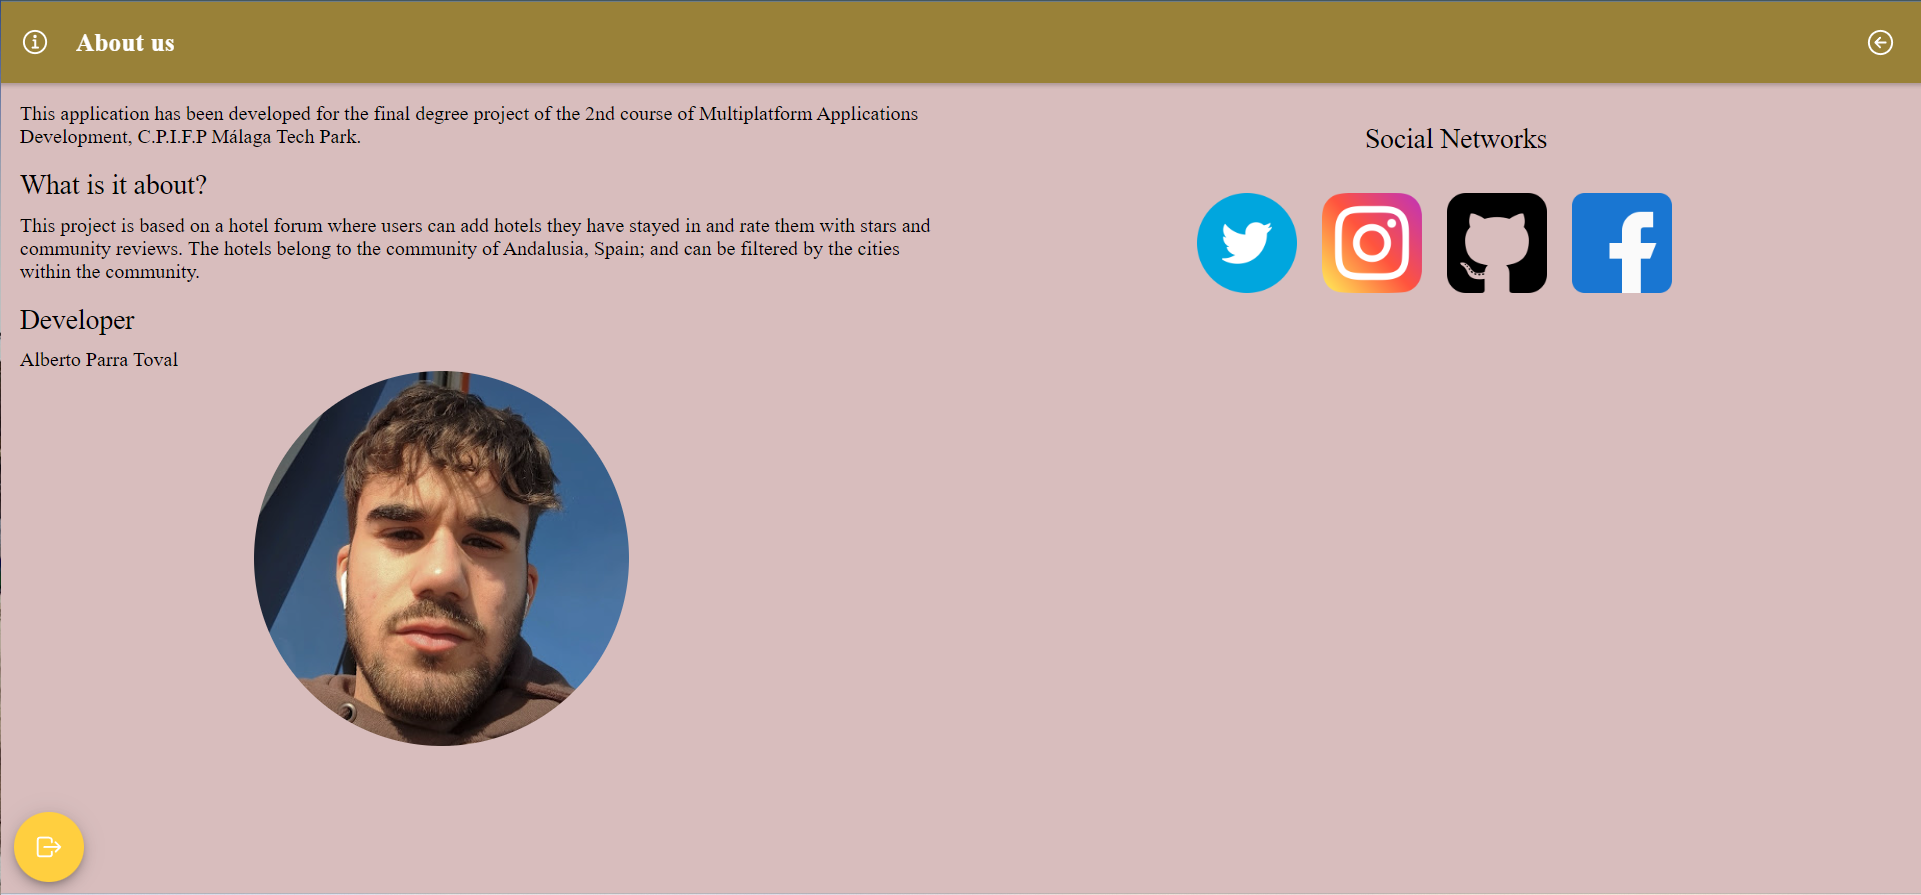 About us
This application has been developed for the final degree project of the 2nd course of Multiplatform Applications
Development, C.P.I.F.P Málaga Tech Park.
What is it about?
This project is based on a hotel forum where users can add hotels they have stayed in and rate them with stars and
community reviews. The hotels belong to the community of Andalusia, Spain; and can be filtered by the cities
within the community.
Developer
Alberto Parra Toval
Social Networks